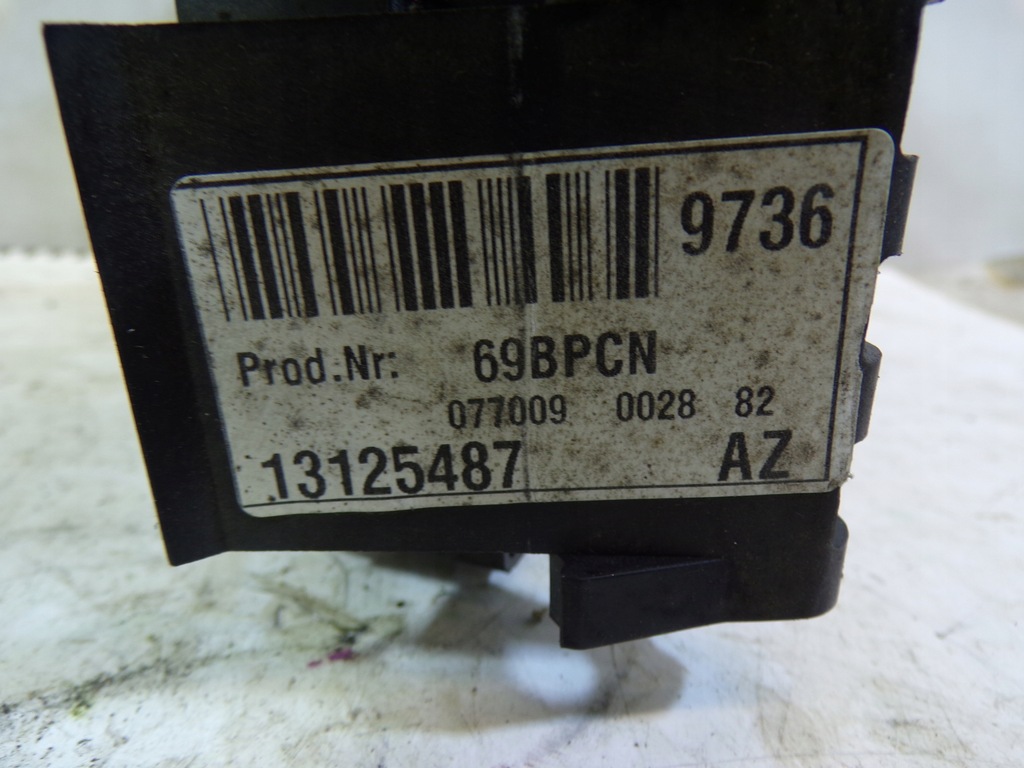 9736
Prod.Nr: 69BPCN
077009 0028 82
13125487 AZ